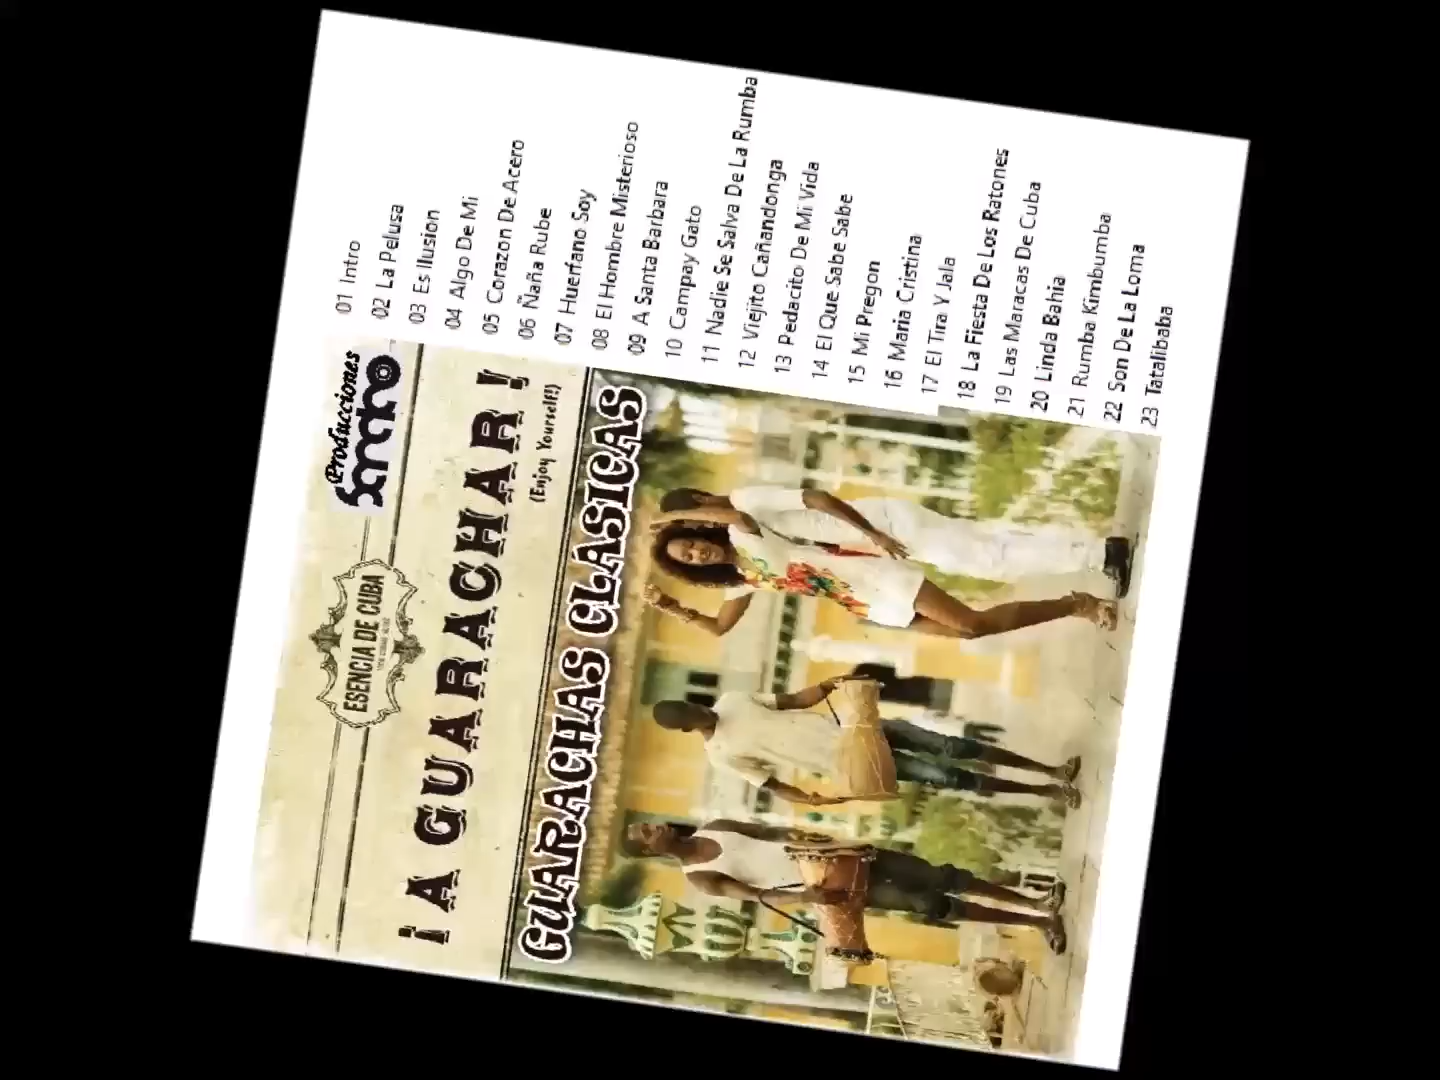 Producciones
ESENCIA DE CUBA
¡A GUARACHAR!
(Enjoy Yourself!)
GUARACHAS CLÁSICAS
01 Intro
02 La Pelusa
03 Es Ilusion
04 Algo De Mi
05 Corazon De Acero
06 Ñaña Rube
07 Huerfano Soy
08 El Hombre Misterioso
09 A Santa Barbara
10 Campay Gato
11 Nadie Se Salva De La Rumba
12 Viejito Cañandonga
13 Pedacito De Mi Vida
14 El Que Sabe Sabe
15 Mi Pregon
16 Maria Cristina
17 El Tira Y Jala
18 La Fiesta De Los Ratones
19 Las Maracas De Cuba
20 Linda Bahia
21 Rumba Kimbumba
22 Son De La Loma
23 Tatalibaba